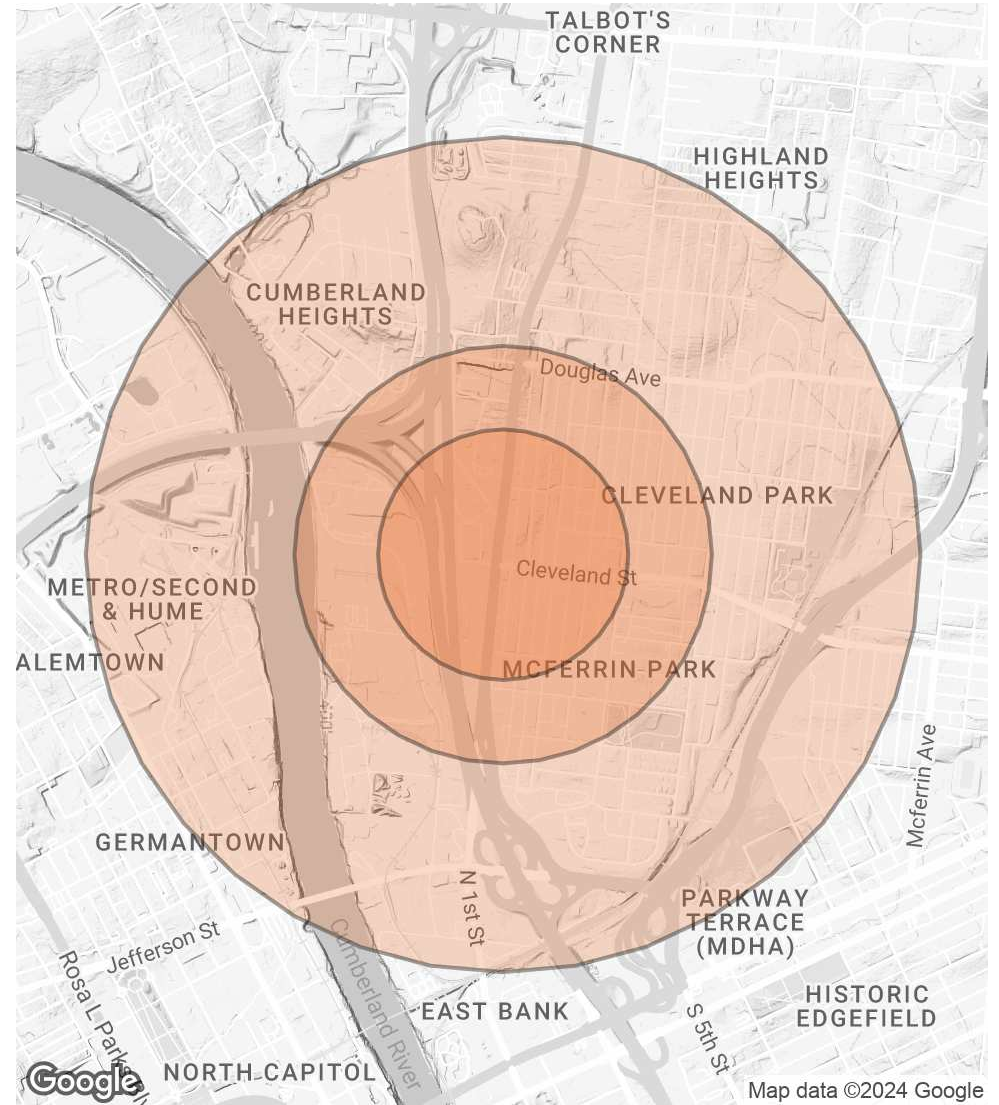 TALBOT'S
CORNER
HIGHLAND
HEIGHTS
CUMBERLAND
HEIGHTS
Douglas Ave
CLEVELAND PARK
Cleveland St
METRO/SECOND
& HUME
ALEMTOWN
MCFERRIN PARK
Mcferrin Ave
GERMANTOWN
N 1st St
PARKWAY
TERRACE
(MDHA)
Jefferson St
Cumberland River
Rosa L Parks
EAST BANK
HISTORIC
EDGEFIELD
S 5th St
NORTH CAPITOL
Google
Map data ©2024 Google